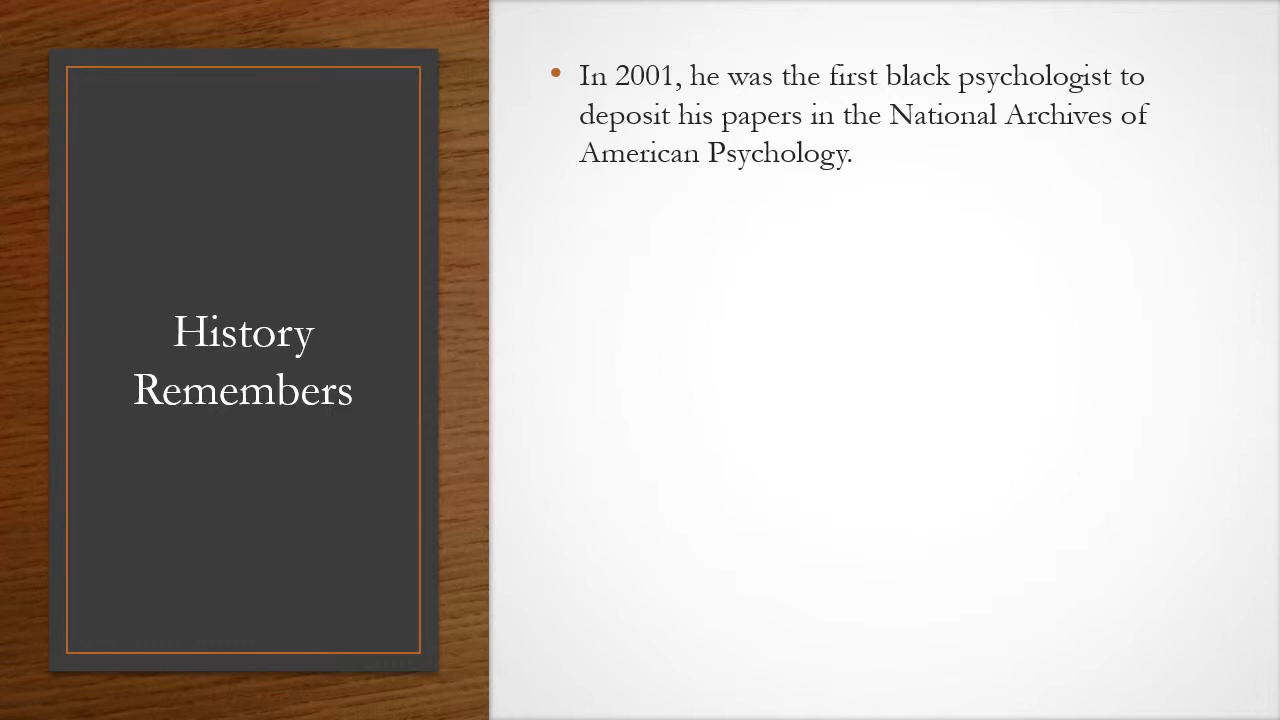 History
Remembers
• In 2001, he was the first black psychologist to
deposit his papers in the National Archives of
American Psychology.